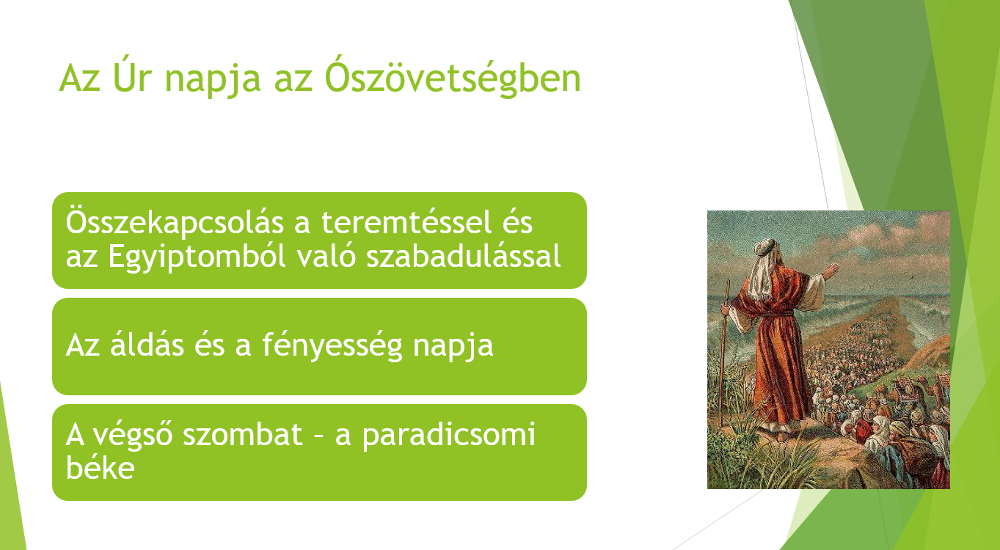 Az Úr napja az Ószövetségben
Összekapcsolás a teremtéssel és
az Egyiptomból való szabadulással
Az áldás és a fényesség napja
A végső szombat – a paradicsomi
béke